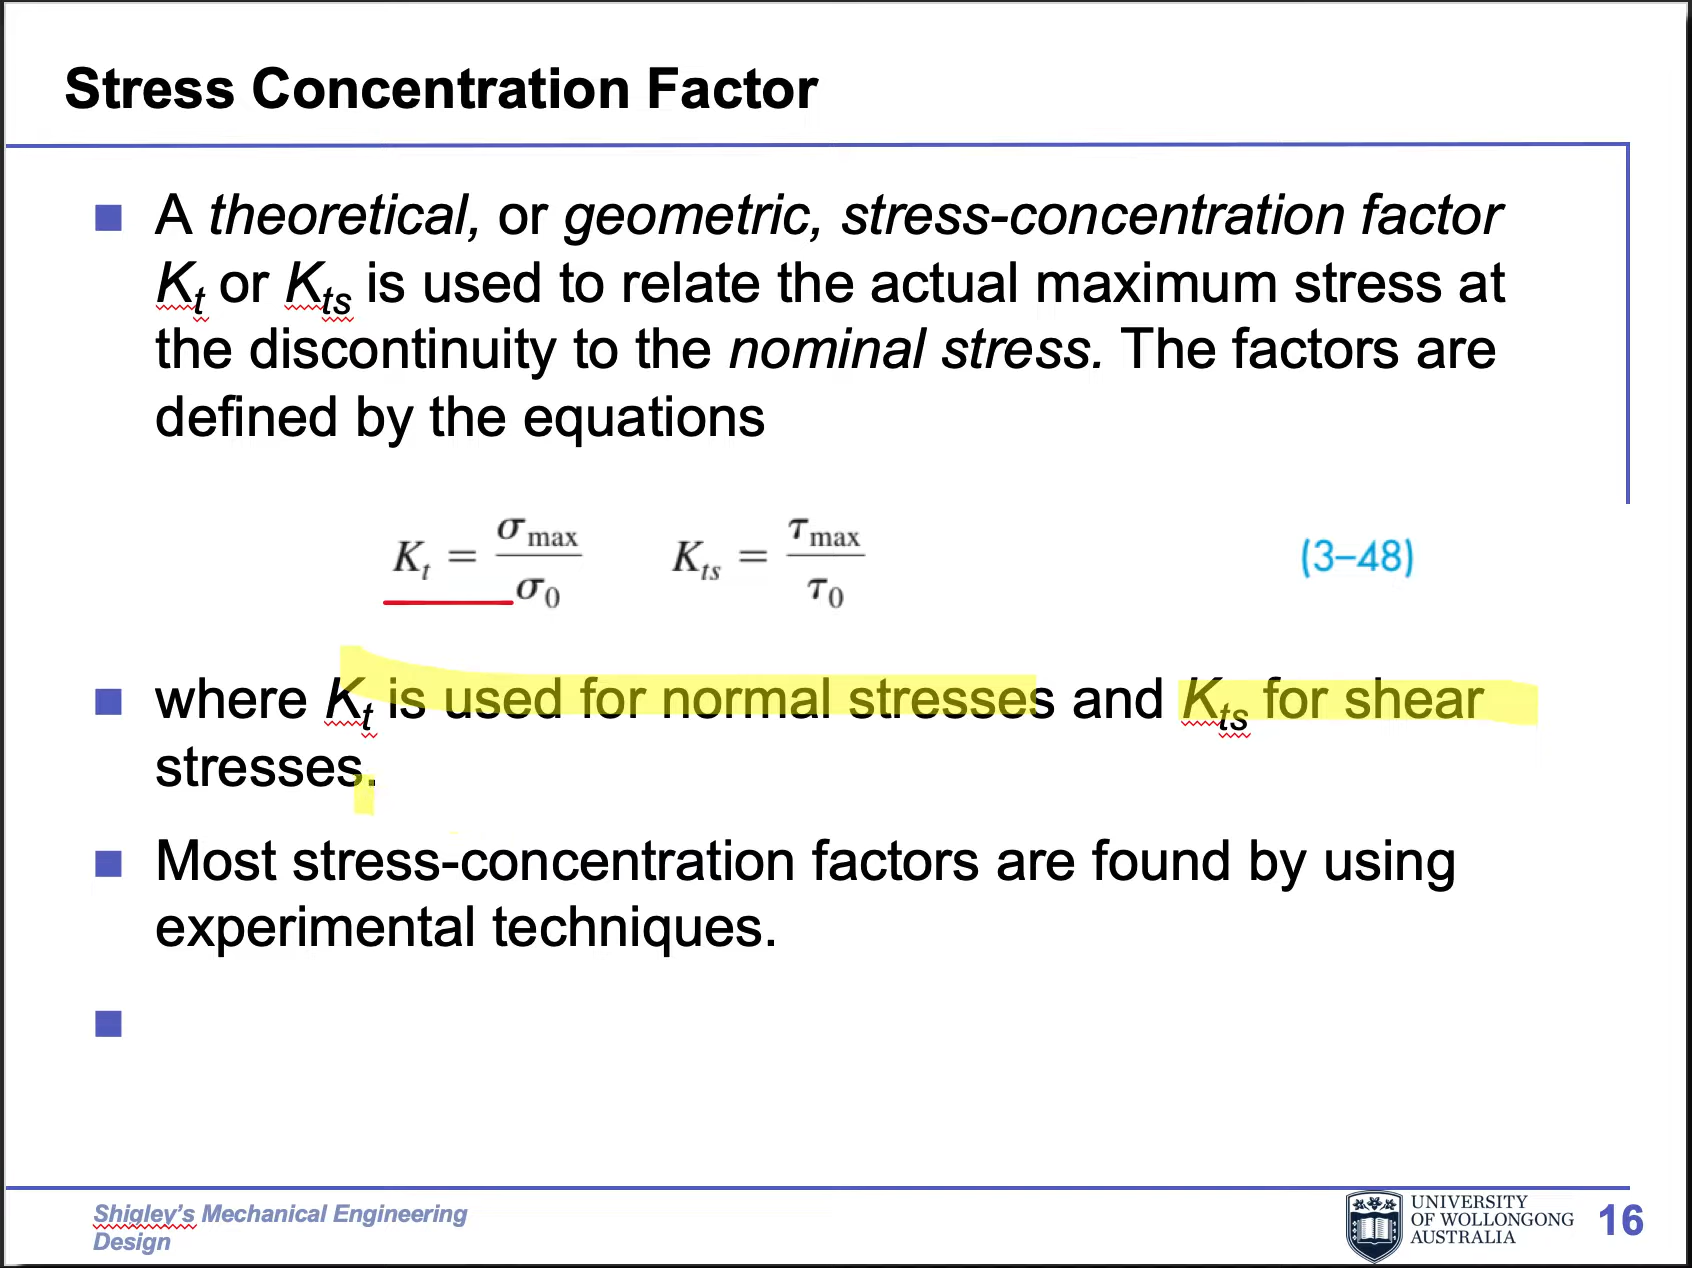 Stress Concentration Factor
A theoretical, or geometric, stress-concentration factor
Kt or Kts is used to relate the actual maximum stress at
the discontinuity to the nominal stress. The factors are
defined by the equations
Kt = σmax / σ0    Kts = τmax / τ0    (3–48)
where Kt is used for normal stresses and Kts for shear
stresses.
Most stress-concentration factors are found by using
experimental techniques.
Shigley’s Mechanical Engineering
Design
UNIVERSITY
OF WOLLONGONG
AUSTRALIA
16